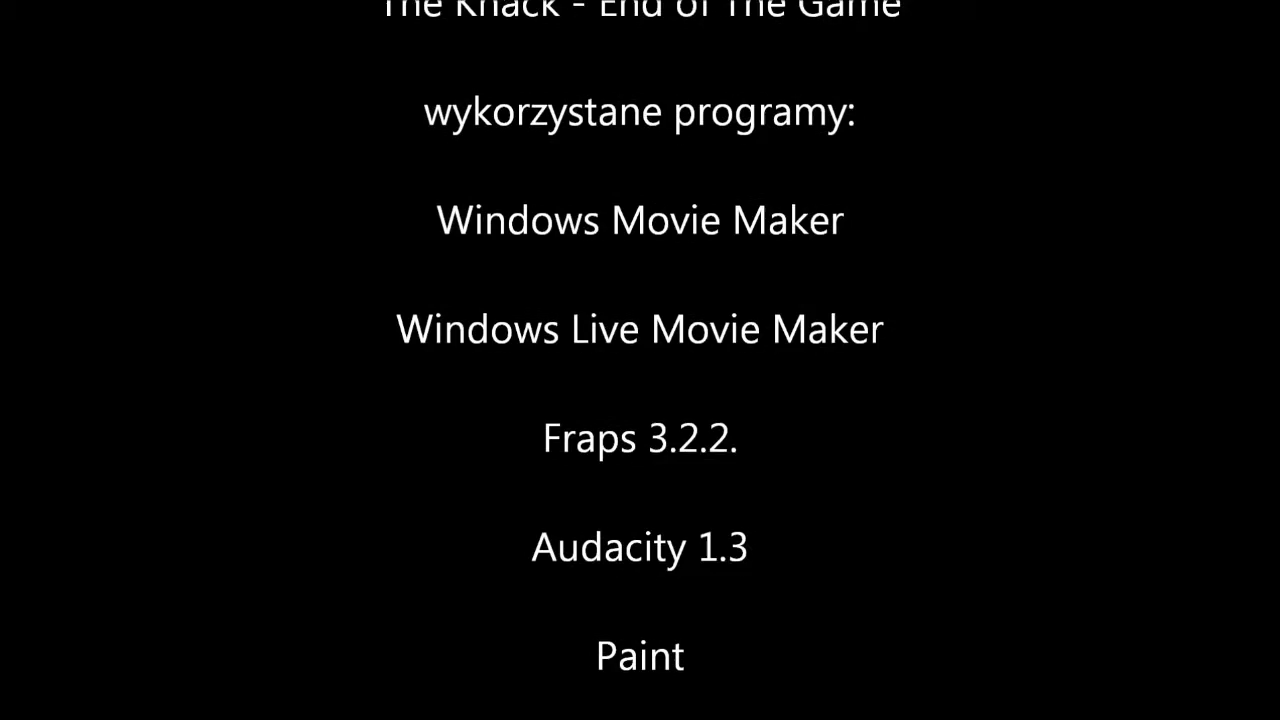 The Knack - End of The Game
wykorzystane programy:
Windows Movie Maker
Windows Live Movie Maker
Fraps 3.2.2.
Audacity 1.3
Paint